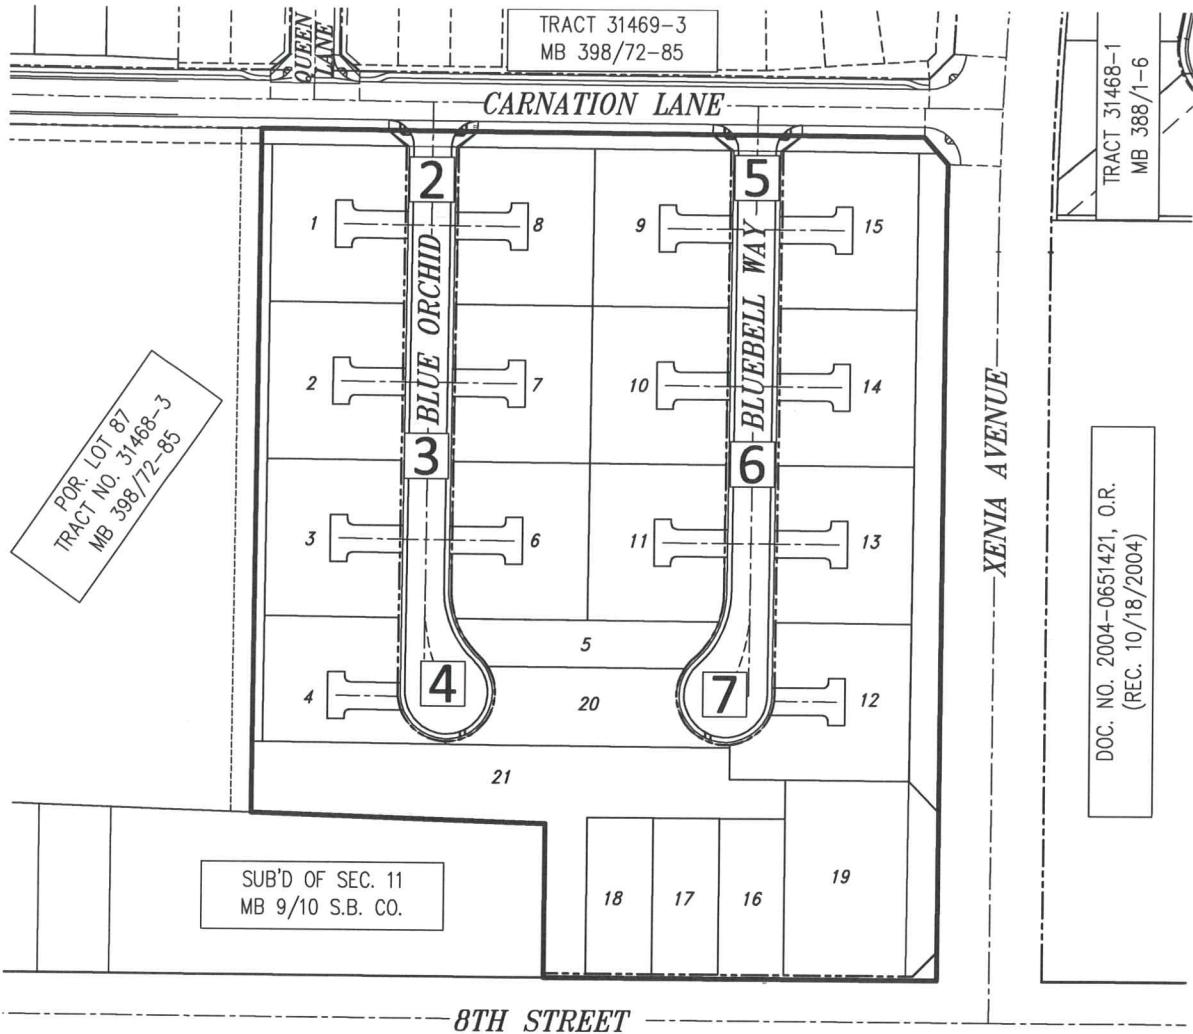 TRACT 31469-3
MB 398/72-85
QUEEN
LANE
CARNATION LANE
TRACT 31468-1
MB 388/1-6
2
5
1
8
9
15
BLUE ORCHID
BLUEBELL WAY
2
7
10
14
POR. LOT 87
TRACT NO. 31468-3
MB 398/72-85
3
6
XENIA AVENUE
DOC. NO. 2004-0651421, O.R.
(REC. 10/18/2004)
3
6
11
13
5
4
4
20
7
12
21
SUB'D OF SEC. 11
MB 9/10 S.B. CO.
18
17
16
19
8TH STREET